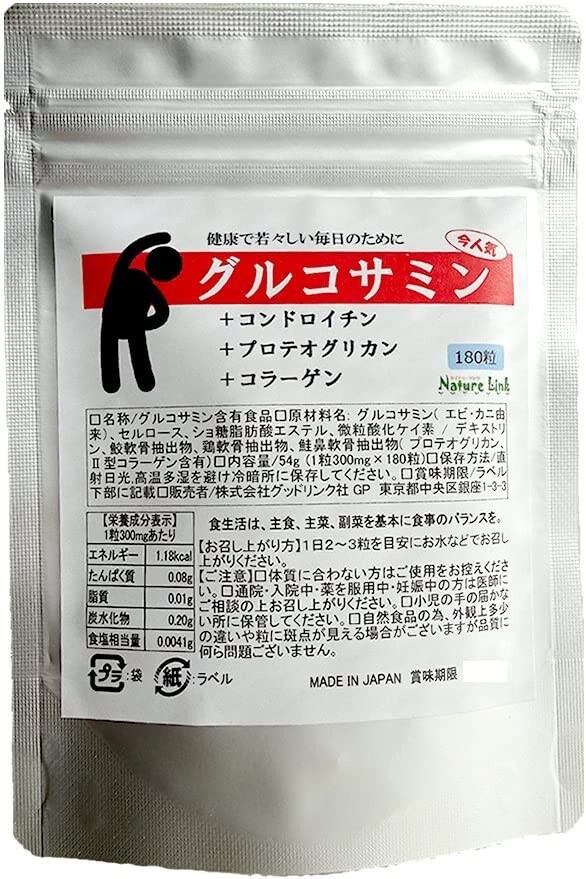 健康で若々しい毎日のために
今人気
グルコサミン
+コンドロイチン
+プロテオグリカン
+コラーゲン
180粒
Nature Link
□名称/グルコサミン含有食品□原材料名: グルコサミン( エビ・カニ由
来)、セルロース、ショ糖脂肪酸エステル、微粒酸化ケイ素 / デキストリ
ン、鮫軟骨抽出物、鶏軟骨抽出物、鮭鼻軟骨抽出物( プロテオグリカン、
Ⅱ型コラーゲン含有)□内容量/54g (1粒300mg×180粒)□保存方法/直
射日光,高温多湿を避け冷暗所に保存してください。□賞味期限/ラベル
下部に記載□販売者/株式会社グッドリンク社 GP 東京都中央区銀座1-3-3
【栄養成分表示】
1粒300mgあたり
エネルギー 1.18kcal
たんぱく質 0.08g
脂質 0.01g
炭水化物 0.20g
食塩相当量 0.0041g
食生活は、主食、主菜、副菜を基本に食事のバランスを。
【お召し上がり方】1日2~3粒を目安にお水などでお召し
上がりください。
【ご注意】□体質に合わない方はご使用をお控えくださ
い。□通院・入院中・薬を服用中・妊娠中の方は医師に
ご相談の上お召し上がりください。□小児の手の届かな
い所に保管してください。□自然食品の為、外観上多少
の違いや粒に斑点が見える場合がございますが品質に
何ら問題ございません。
プラ:袋 紙:ラベル
MADE IN JAPAN 賞味期限